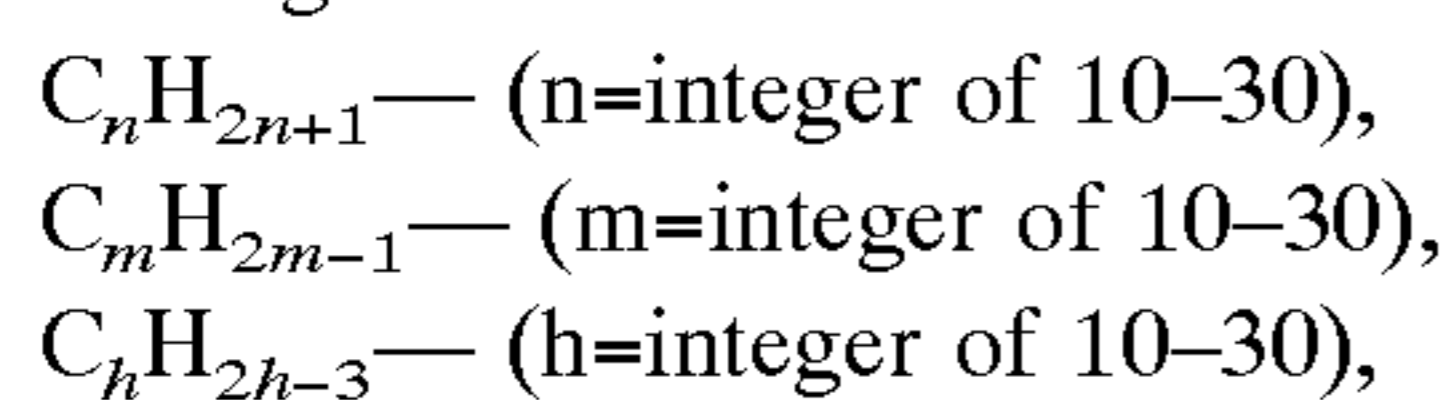 CₙH₂ₙ₊₁— (n=integer of 10–30),
CₘH₂ₘ₋₁— (m=integer of 10–30),
CₕH₂ₕ₋₃— (h=integer of 10–30),